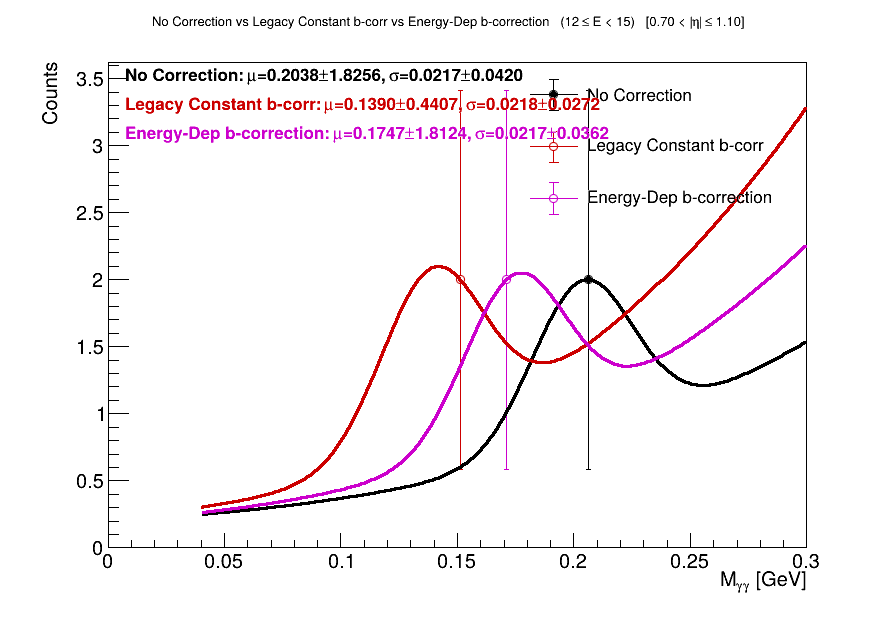 No Correction vs Legacy Constant b-corr vs Energy-Dep b-correction (12 ≤ E < 15) [0.70 < |η| ≤ 1.10]
Counts
No Correction: μ=0.2038±1.8256, σ=0.0217±0.0420
Legacy Constant b-corr: μ=0.1390±0.4407, σ=0.0218±0.0272
Energy-Dep b-correction: μ=0.1747±1.8124, σ=0.0217±0.0362
No Correction
Legacy Constant b-corr
Energy-Dep b-correction
3.5
3
2.5
2
1.5
1
0.5
0
0 0.05 0.1 0.15 0.2 0.25 0.3
Mγγ [GeV]